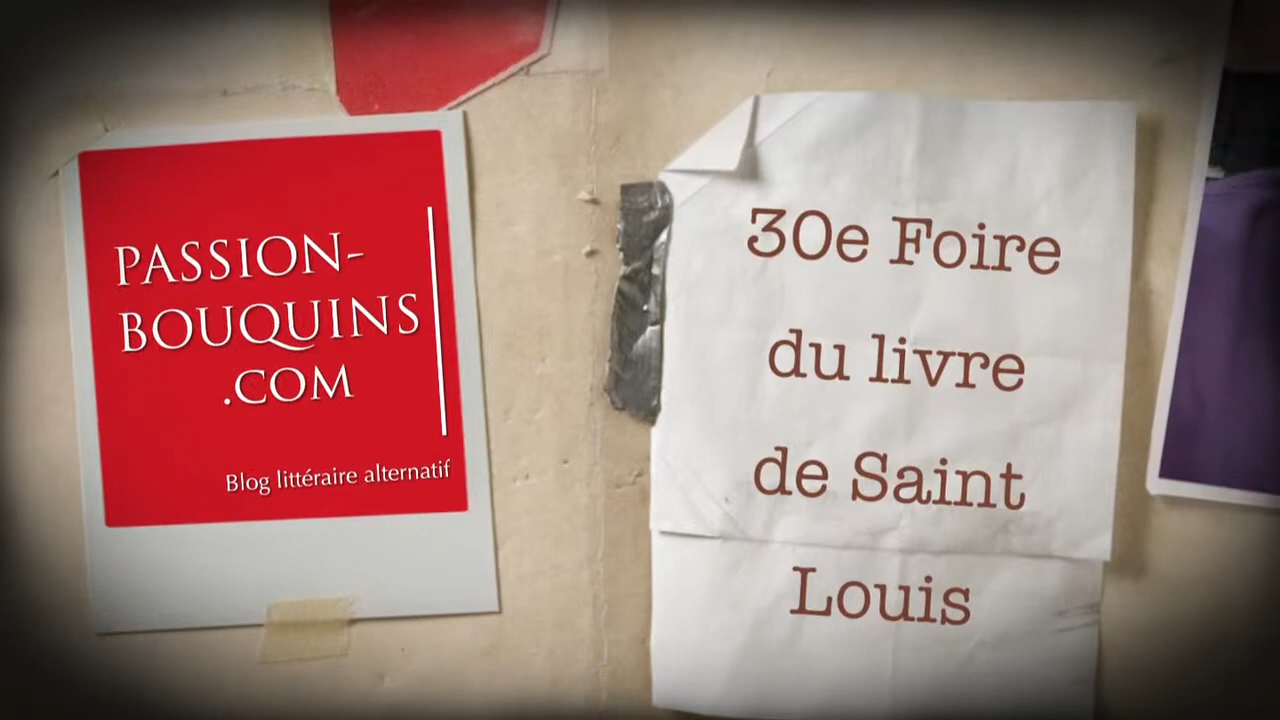 PASSION-
BOUQUINS
.COM
Blog littéraire alternatif
30e Foire
du livre
de Saint
Louis